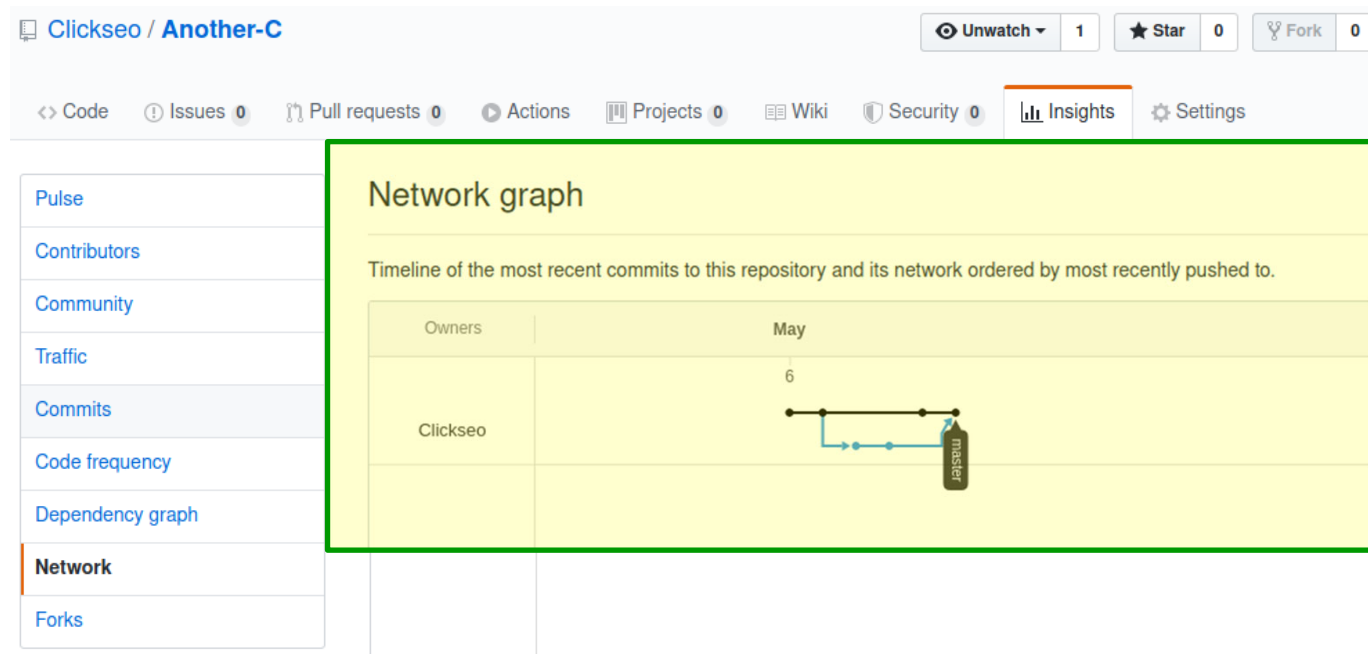 Clickseo / Another-C
Unwatch 1 Star 0 Fork 0
Code Issues 0 Pull requests 0 Actions Projects 0 Wiki Security 0 Insights Settings
Pulse
Contributors
Community
Traffic
Commits
Code frequency
Dependency graph
Network
Forks
Network graph
Timeline of the most recent commits to this repository and its network ordered by most recently pushed to.
Owners May
6
Clickseo
master